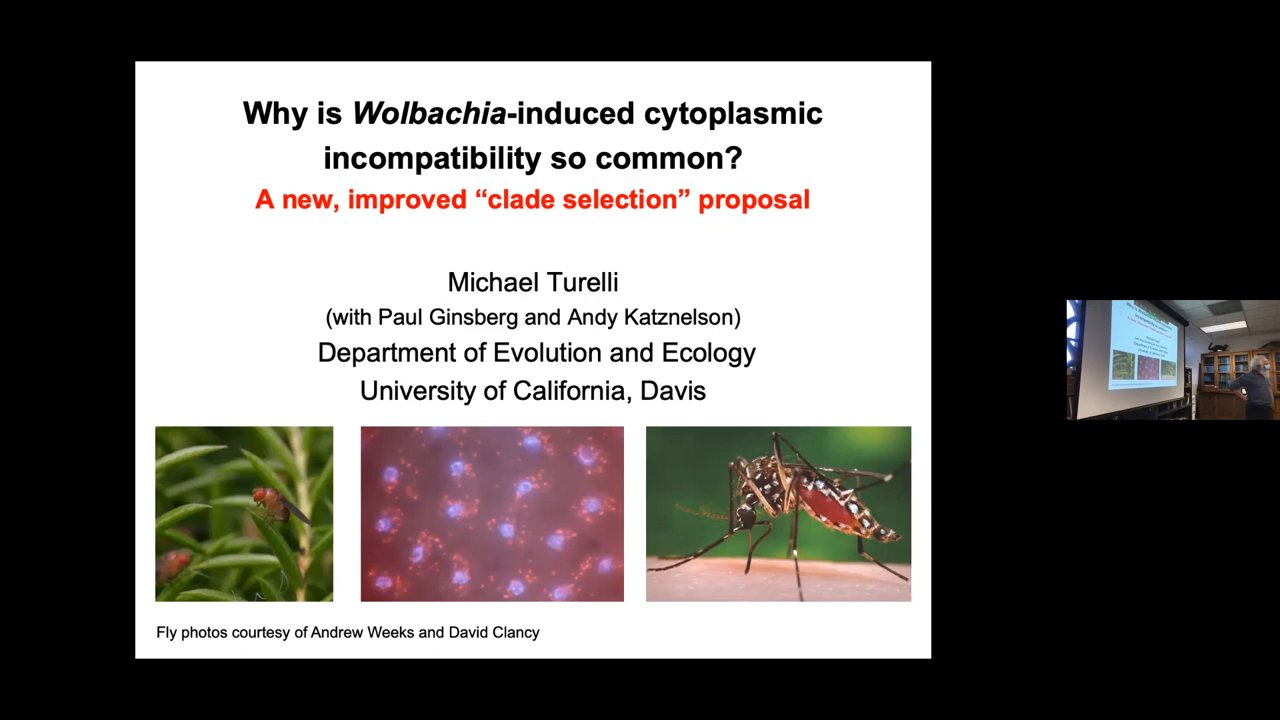 Why is Wolbachia-induced cytoplasmic
incompatibility so common?
A new, improved “clade selection” proposal
Michael Turelli
(with Paul Ginsberg and Andy Katznelson)
Department of Evolution and Ecology
University of California, Davis
Fly photos courtesy of Andrew Weeks and David Clancy